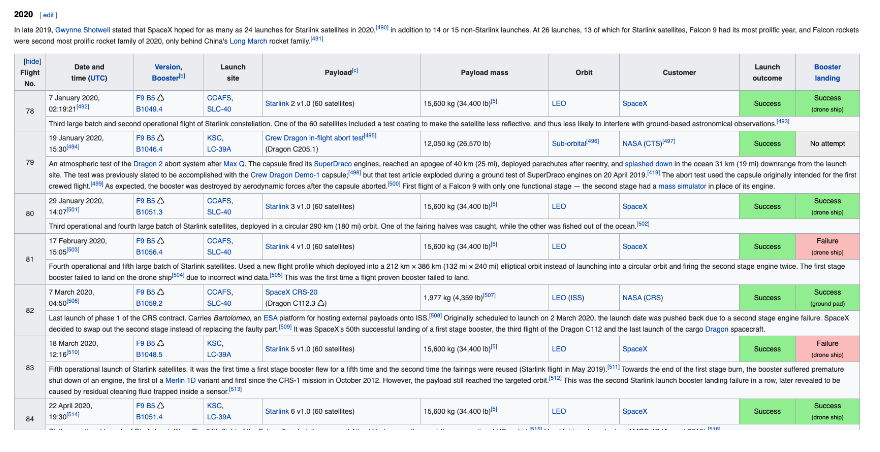 2020 [ edit ]
In late 2019, Gwynne Shotwell stated that SpaceX hoped for as many as 24 launches for Starlink satellites in 2020,[490] in addition to 14 or 15 non-Starlink launches. At 26 launches, 13 of which for Starlink satellites, Falcon 9 had its most prolific year, and Falcon rockets
were second most prolific rocket family of 2020, only behind China's Long March rocket family.[491]
[hide] Flight No. Date and time (UTC) Version, Booster[b] Launch site Payload[c] Payload mass Orbit Customer Launch outcome Booster landing
78 7 January 2020, 02:19:21[492] F9 B5 △ B1049.4 CCAFS, SLC-40 Starlink 2 v1.0 (60 satellites) 15,600 kg (34,400 lb)[5] LEO SpaceX Success Success (drone ship)
Third large batch and second operational flight of Starlink constellation. One of the 60 satellites included a test coating to make the satellite less reflective, and thus less likely to interfere with ground-based astronomical observations.[493]
79 19 January 2020, 15:30[494] F9 B5 △ B1046.4 KSC, LC-39A Crew Dragon in-flight abort test[495] (Dragon C205.1) 12,050 kg (26,570 lb) Sub-orbital[496] NASA (CTS)[497] Success No attempt
An atmospheric test of the Dragon 2 abort system after Max Q. The capsule fired its SuperDraco engines, reached an apogee of 40 km (25 mi), deployed parachutes after reentry, and splashed down in the ocean 31 km (19 mi) downrange from the launch
site. The test was previously slated to be accomplished with the Crew Dragon Demo-1 capsule;[498] but that test article exploded during a ground test of SuperDraco engines on 20 April 2019.[419] The abort test used the capsule originally intended for the first
crewed flight.[499] As expected, the booster was destroyed by aerodynamic forces after the capsule aborted.[500] First flight of a Falcon 9 with only one functional stage — the second stage had a mass simulator in place of its engine.
80 29 January 2020, 14:07[501] F9 B5 △ B1051.3 CCAFS, SLC-40 Starlink 3 v1.0 (60 satellites) 15,600 kg (34,400 lb)[5] LEO SpaceX Success Success (drone ship)
Third operational and fourth large batch of Starlink satellites, deployed in a circular 290 km (180 mi) orbit. One of the fairing halves was caught, while the other was fished out of the ocean.[502]
81 17 February 2020, 15:05[503] F9 B5 △ B1056.4 CCAFS, SLC-40 Starlink 4 v1.0 (60 satellites) 15,600 kg (34,400 lb)[5] LEO SpaceX Success Failure (drone ship)
Fourth operational and fifth large batch of Starlink satellites. Used a new flight profile which deployed into a 212 km × 386 km (132 mi × 240 mi) elliptical orbit instead of launching into a circular orbit and firing the second stage engine twice. The first stage
booster failed to land on the drone ship[504] due to incorrect wind data.[505] This was the first time a flight proven booster failed to land.
82 7 March 2020, 04:50[506] F9 B5 △ B1059.2 CCAFS, SLC-40 SpaceX CRS-20 (Dragon C112.3 △) 1,977 kg (4,359 lb)[507] LEO (ISS) NASA (CRS) Success Success (ground pad)
Last launch of phase 1 of the CRS contract. Carries Bartolomeo, an ESA platform for hosting external payloads onto ISS.[508] Originally scheduled to launch on 2 March 2020, the launch date was pushed back due to a second stage engine failure. SpaceX
decided to swap out the second stage instead of replacing the faulty part.[509] It was SpaceX's 50th successful landing of a first stage booster, the third flight of the Dragon C112 and the last launch of the cargo Dragon spacecraft.
83 18 March 2020, 12:16[510] F9 B5 △ B1048.5 KSC, LC-39A Starlink 5 v1.0 (60 satellites) 15,600 kg (34,400 lb)[5] LEO SpaceX Success Failure (drone ship)
Fifth operational launch of Starlink satellites. It was the first time a first stage booster flew for a fifth time and the second time the fairings were reused (Starlink flight in May 2019).[511] Towards the end of the first stage burn, the booster suffered premature
shut down of an engine, the first of a Merlin 1D variant and first since the CRS-1 mission in October 2012. However, the payload still reached the targeted orbit.[512] This was the second Starlink launch booster landing failure in a row, later revealed to be
caused by residual cleaning fluid trapped inside a sensor.[513]
84 22 April 2020, 19:30[514] F9 B5 △ B1051.4 KSC, LC-39A Starlink 6 v1.0 (60 satellites) 15,600 kg (34,400 lb)[5] LEO SpaceX Success Success (drone ship)